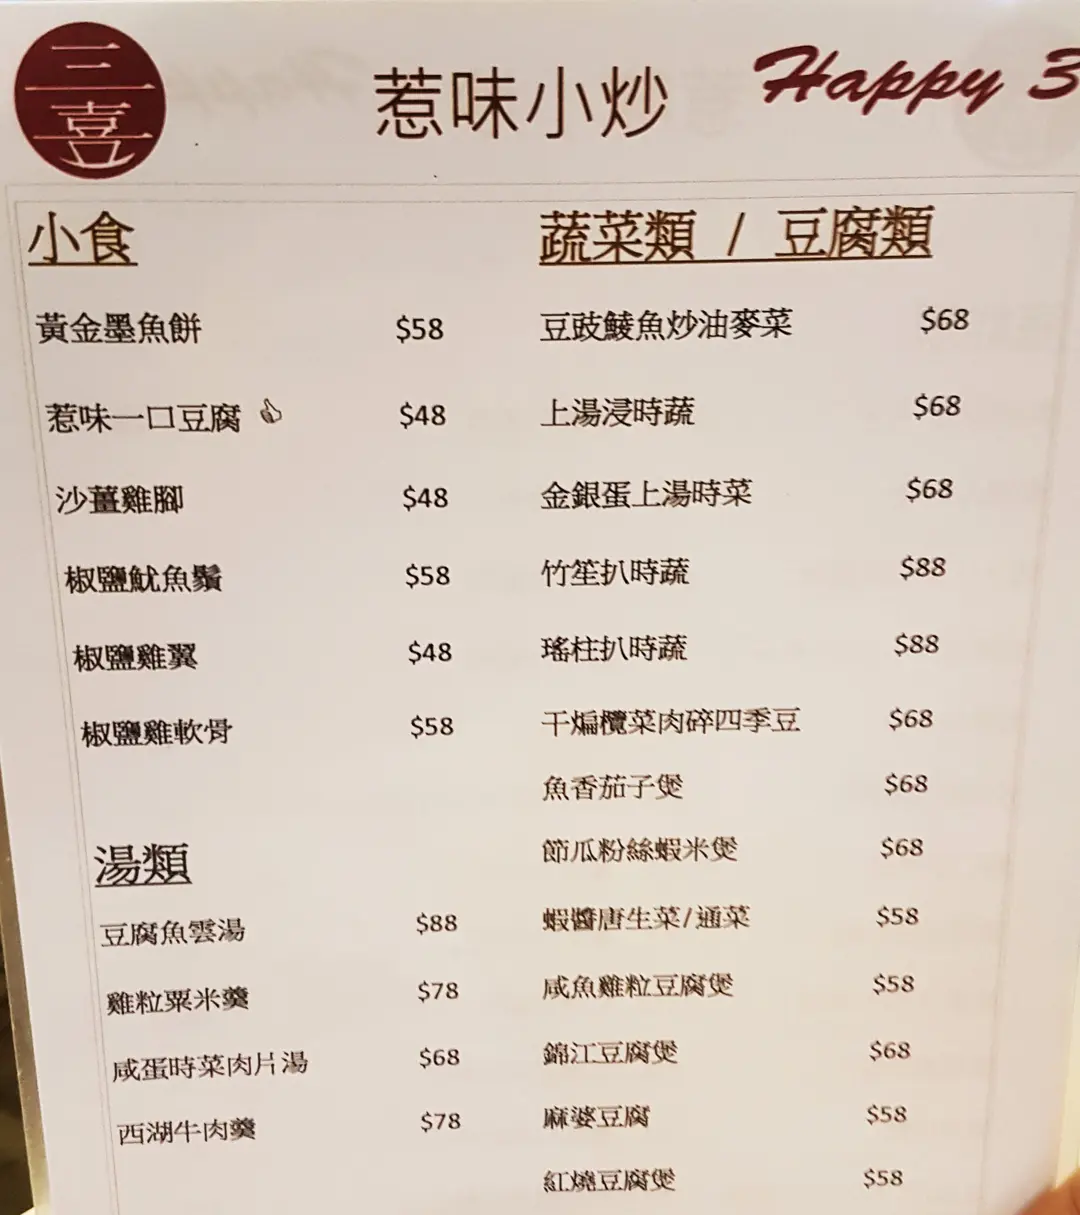 三喜
惹味小炒
Happy 3
小食
黃金墨魚餅 $58
惹味一口豆腐 $48
沙薑雞腳 $48
椒鹽魷魚鬚 $58
椒鹽雞翼 $48
椒鹽雞軟骨 $58
湯類
豆腐魚雲湯 $88
雞粒粟米羹 $78
咸蛋時菜肉片湯 $68
西湖牛肉羹 $78
蔬菜類 / 豆腐類
豆豉鯪魚炒油麥菜 $68
上湯浸時蔬 $68
金銀蛋上湯時菜 $68
竹笙扒時蔬 $88
瑤柱扒時蔬 $88
干煸欖菜肉碎四季豆 $68
魚香茄子煲 $68
節瓜粉絲蝦米煲 $68
蝦醬唐生菜/通菜 $58
咸魚雞粒豆腐煲 $58
錦江豆腐煲 $68
麻婆豆腐 $58
紅燒豆腐煲 $58